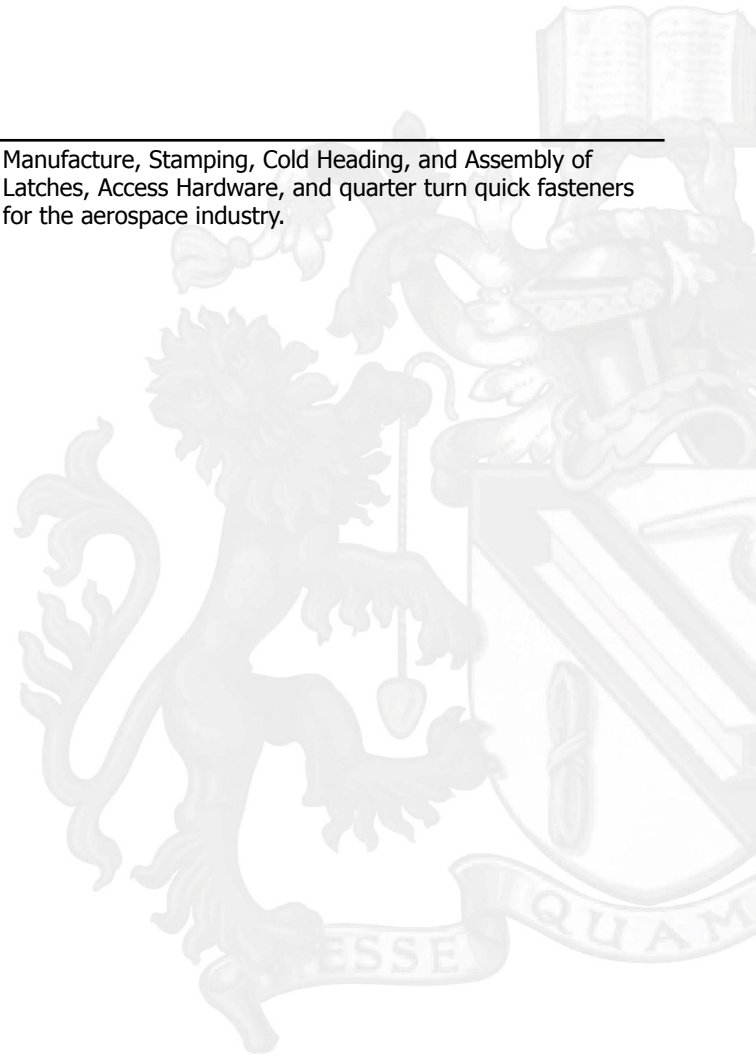 Manufacture, Stamping, Cold Heading, and Assembly of
Latches, Access Hardware, and quarter turn quick fasteners
for the aerospace industry.
ESSE
QUAM